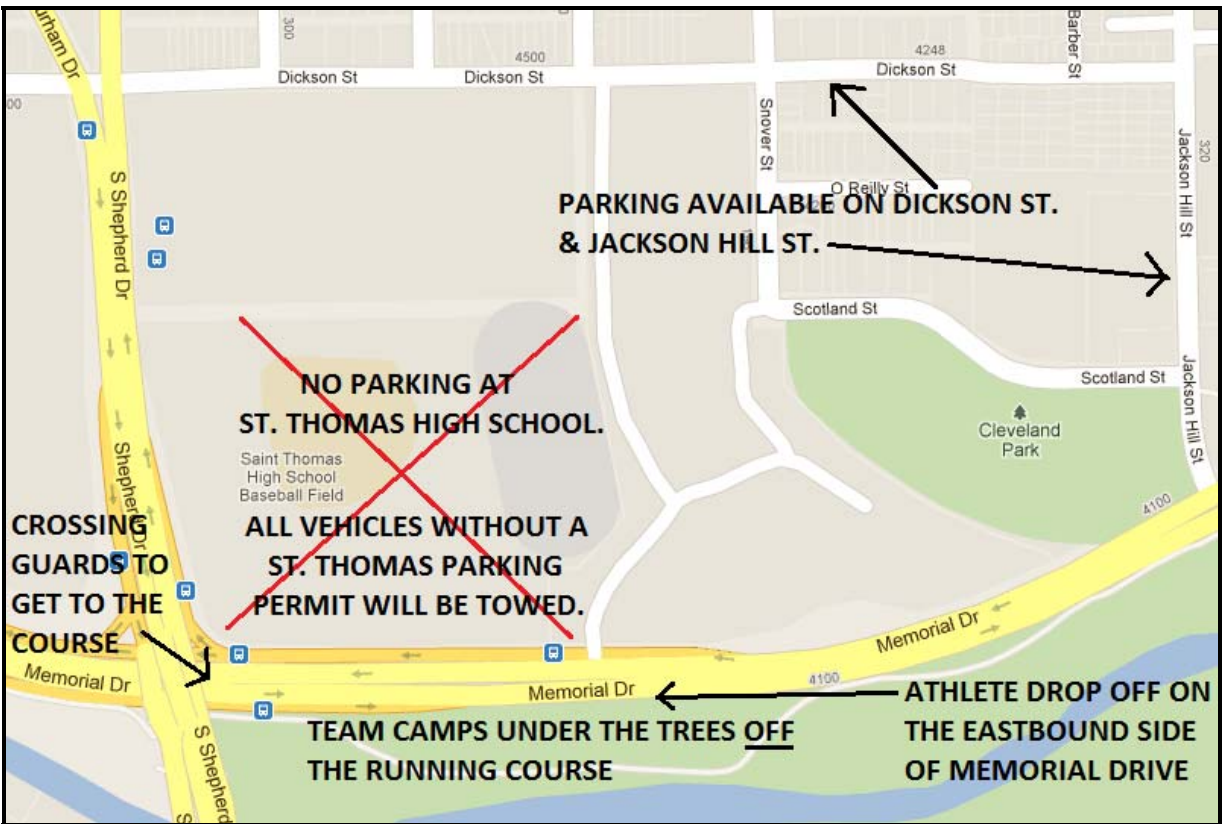 urham Dr
300
4500
4248
Barber St
Dickson St
Dickson St
Dickson St
00
Snover St
Jackson Hill St
320
S Shepherd Dr
O Reilly St
PARKING AVAILABLE ON DICKSON ST.
& JACKSON HILL ST.
Scotland St
Scotland St
Jackson Hill St
NO PARKING AT
ST. THOMAS HIGH SCHOOL.
Cleveland
Park
Saint Thomas
High School
Baseball Field
Shepherd Dr
4100
CROSSING
GUARDS TO
GET TO THE
COURSE
ALL VEHICLES WITHOUT A
ST. THOMAS PARKING
PERMIT WILL BE TOWED.
Memorial Dr
Memorial Dr
Memorial Dr
4100
ATHLETE DROP OFF ON
THE EASTBOUND SIDE
OF MEMORIAL DRIVE
TEAM CAMPS UNDER THE TREES OFF
THE RUNNING COURSE
S Shepherd
S